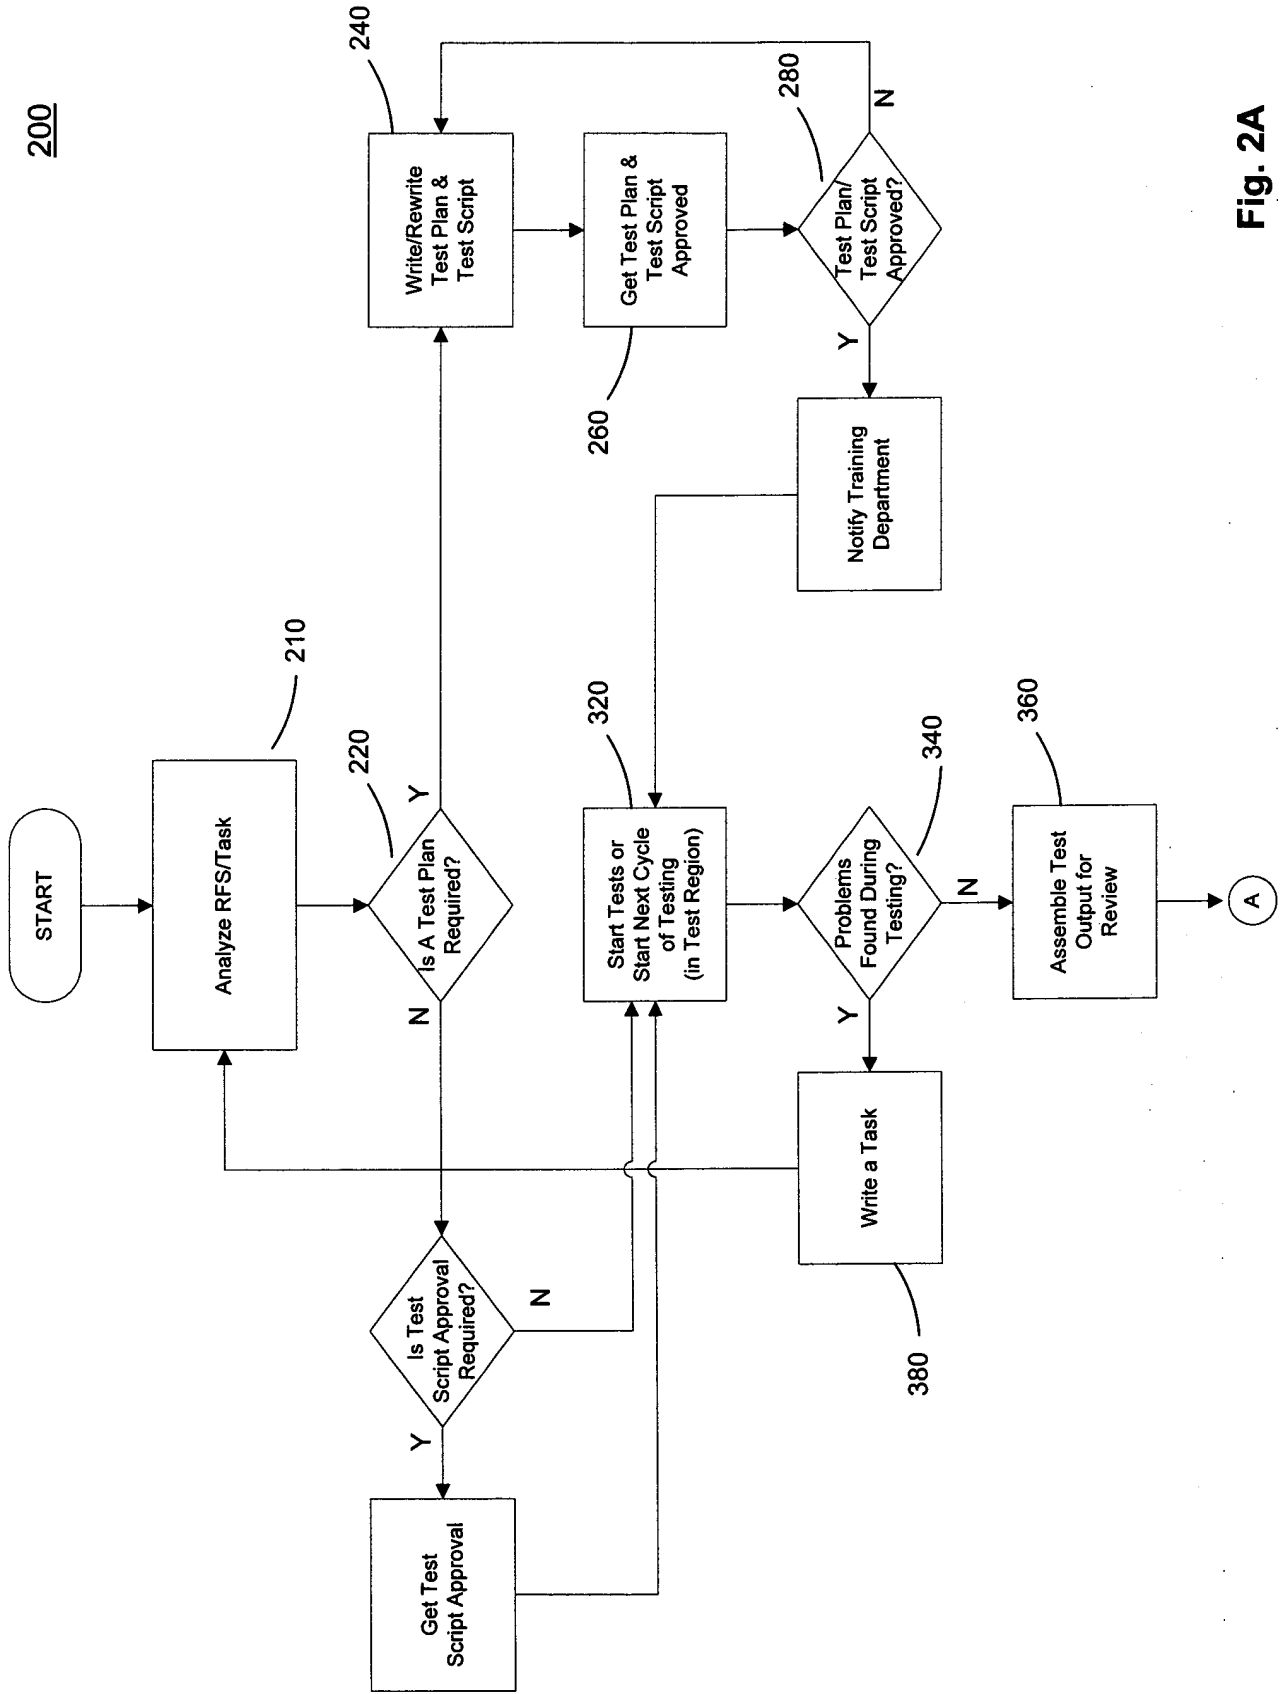 200
START
Analyze RFS/Task
210
Is A Test Plan
Required?
220
Y
N
Write/Rewrite
Test Plan &
Test Script
240
Get Test Plan &
Test Script
Approved
260
Test Plan/
Test Script
Approved?
280
N
Y
Notify Training
Department
Is Test
Script Approval
Required?
N
Y
Get Test
Script Approval
Start Tests or
Start Next Cycle
of Testing
(in Test Region)
320
Problems
Found During
Testing?
340
Y
N
Write a Task
380
Assemble Test
Output for
Review
360
A
Fig. 2A